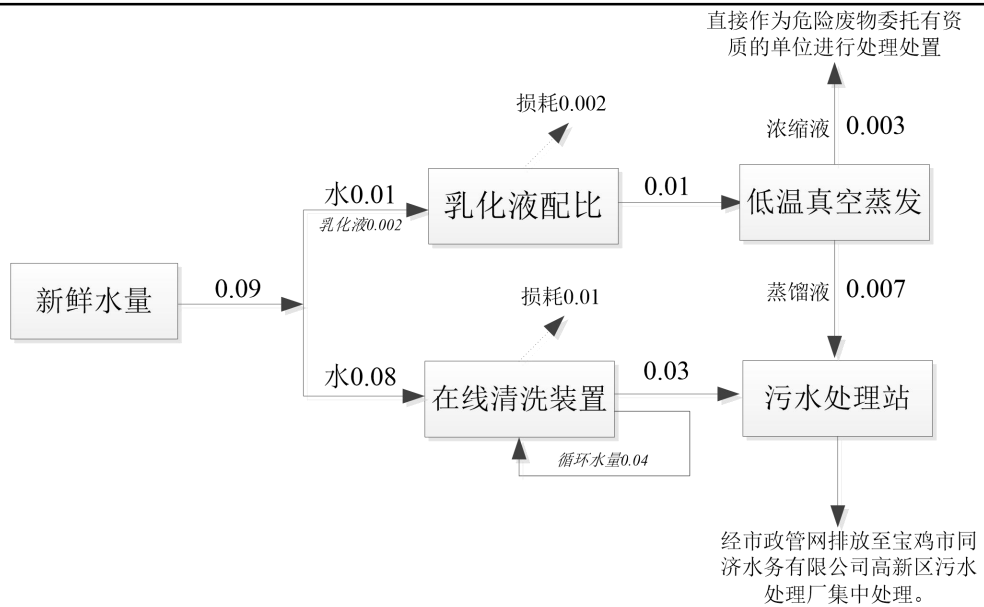 直接作为危险废物委托有资
质的单位进行处理处置
损耗0.002
浓缩液 0.003
水0.01
乳化液0.002
乳化液配比
0.01
低温真空蒸发
新鲜水量
0.09
损耗0.01
蒸馏液 0.007
水0.08
在线清洗装置
0.03
污水处理站
循环水量0.04
经市政管网排放至宝鸡市同
济水务有限公司高新区污水
处理厂集中处理。